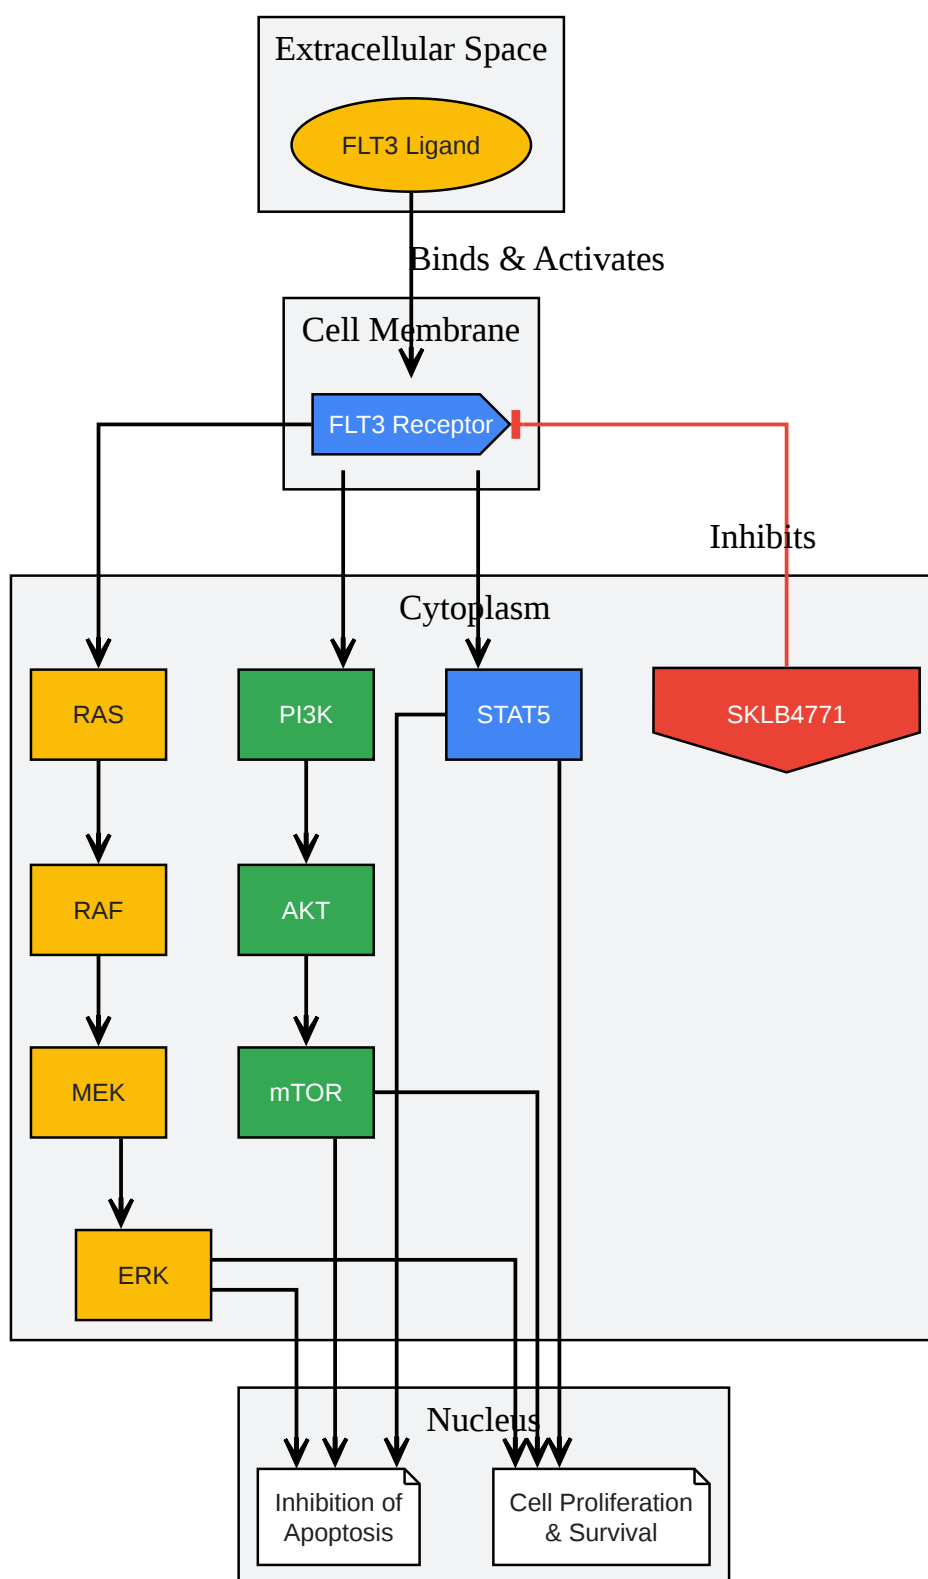 Extracellular Space
FLT3 Ligand
Binds & Activates
Cell Membrane
FLT3 Receptor
Inhibits
Cytoplasm
RAS
PI3K
STAT5
SKLB4771
RAF
AKT
MEK
mTOR
ERK
Nucleus
Inhibition of
Apoptosis
Cell Proliferation
& Survival